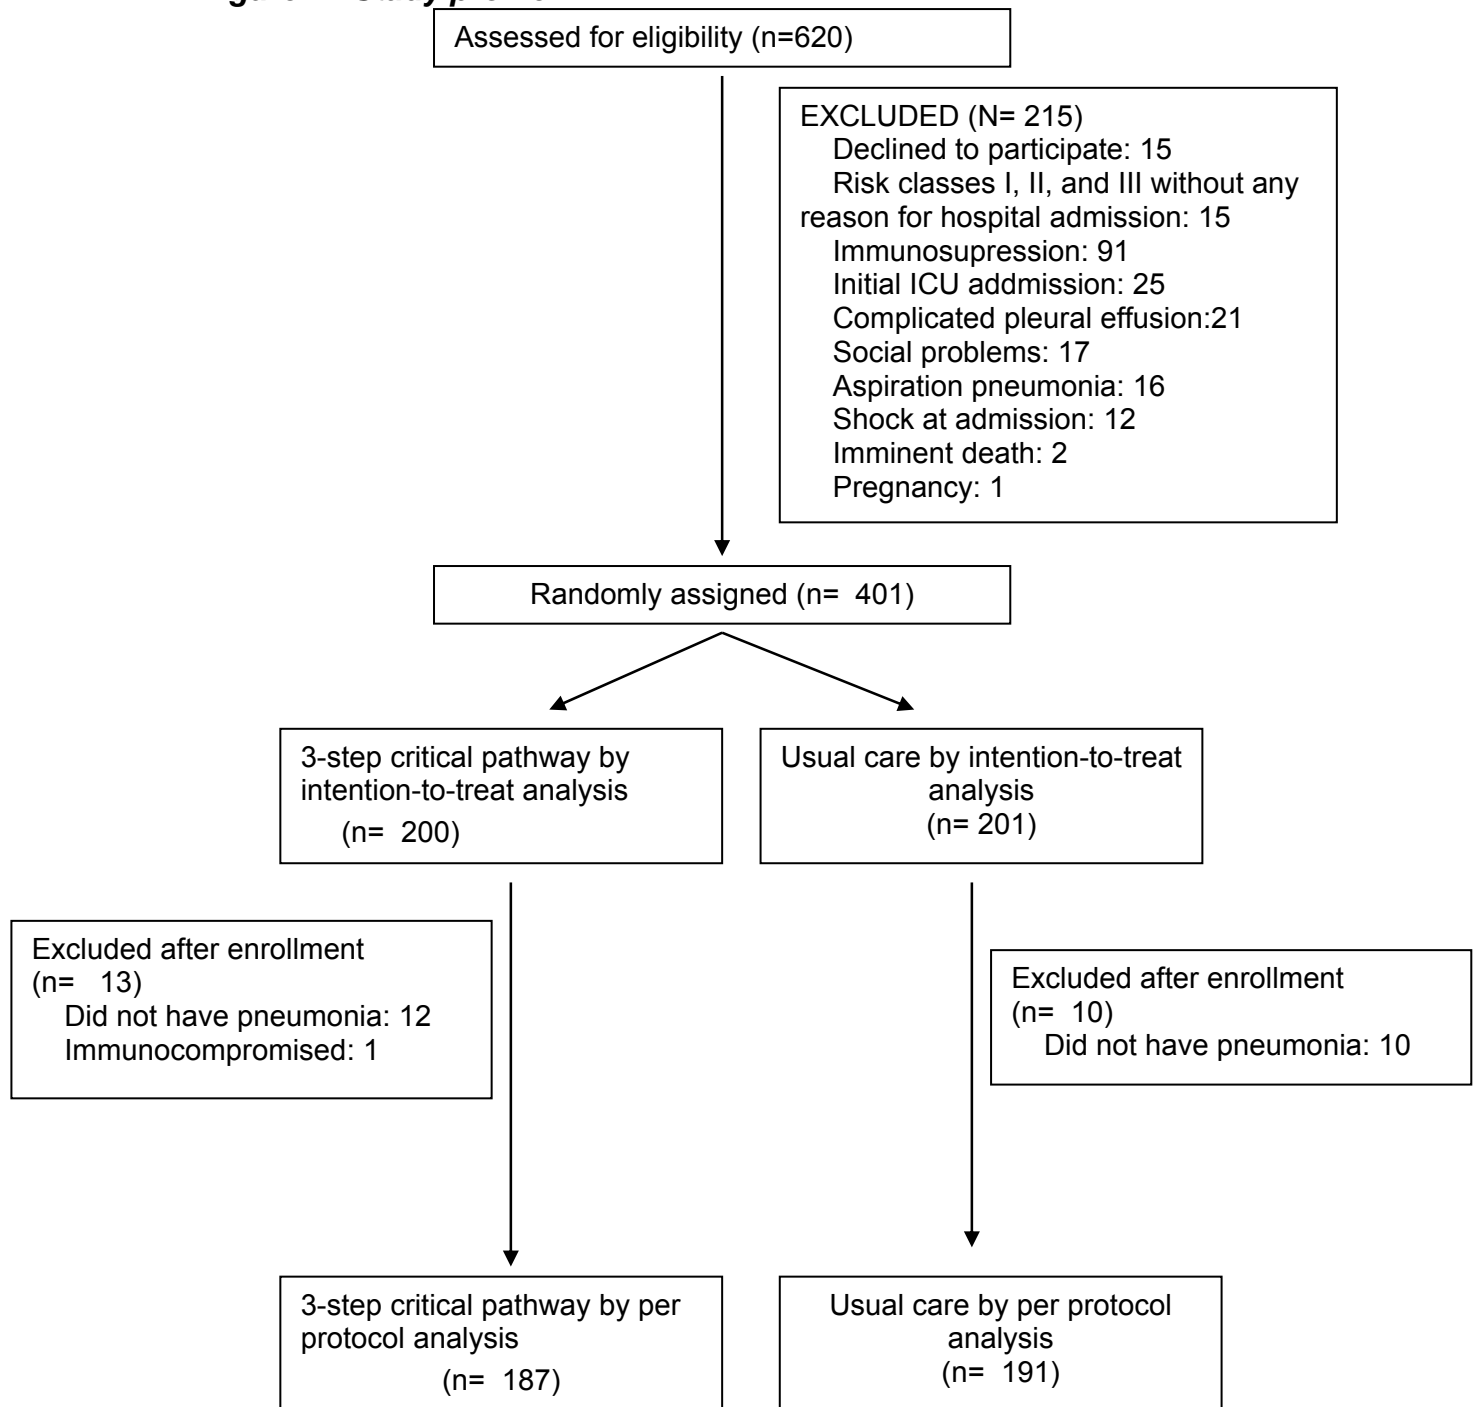 Assessed for eligibility (n=620)
EXCLUDED (N= 215)
Declined to participate: 15
Risk classes I, II, and III without any
reason for hospital admission: 15
Immunosupression: 91
Initial ICU addmission: 25
Complicated pleural effusion:21
Social problems: 17
Aspiration pneumonia: 16
Shock at admission: 12
Imminent death: 2
Pregnancy: 1
Randomly assigned (n=  401)
3-step critical pathway by
intention-to-treat analysis
(n=  200)
Usual care by intention-to-treat
analysis
(n= 201)
Excluded after enrollment
(n=   13)
Did not have pneumonia: 12
Immunocompromised: 1
Excluded after enrollment
(n=  10)
Did not have pneumonia: 10
3-step critical pathway by per
protocol analysis
(n=  187)
Usual care by per protocol
analysis
(n=  191)